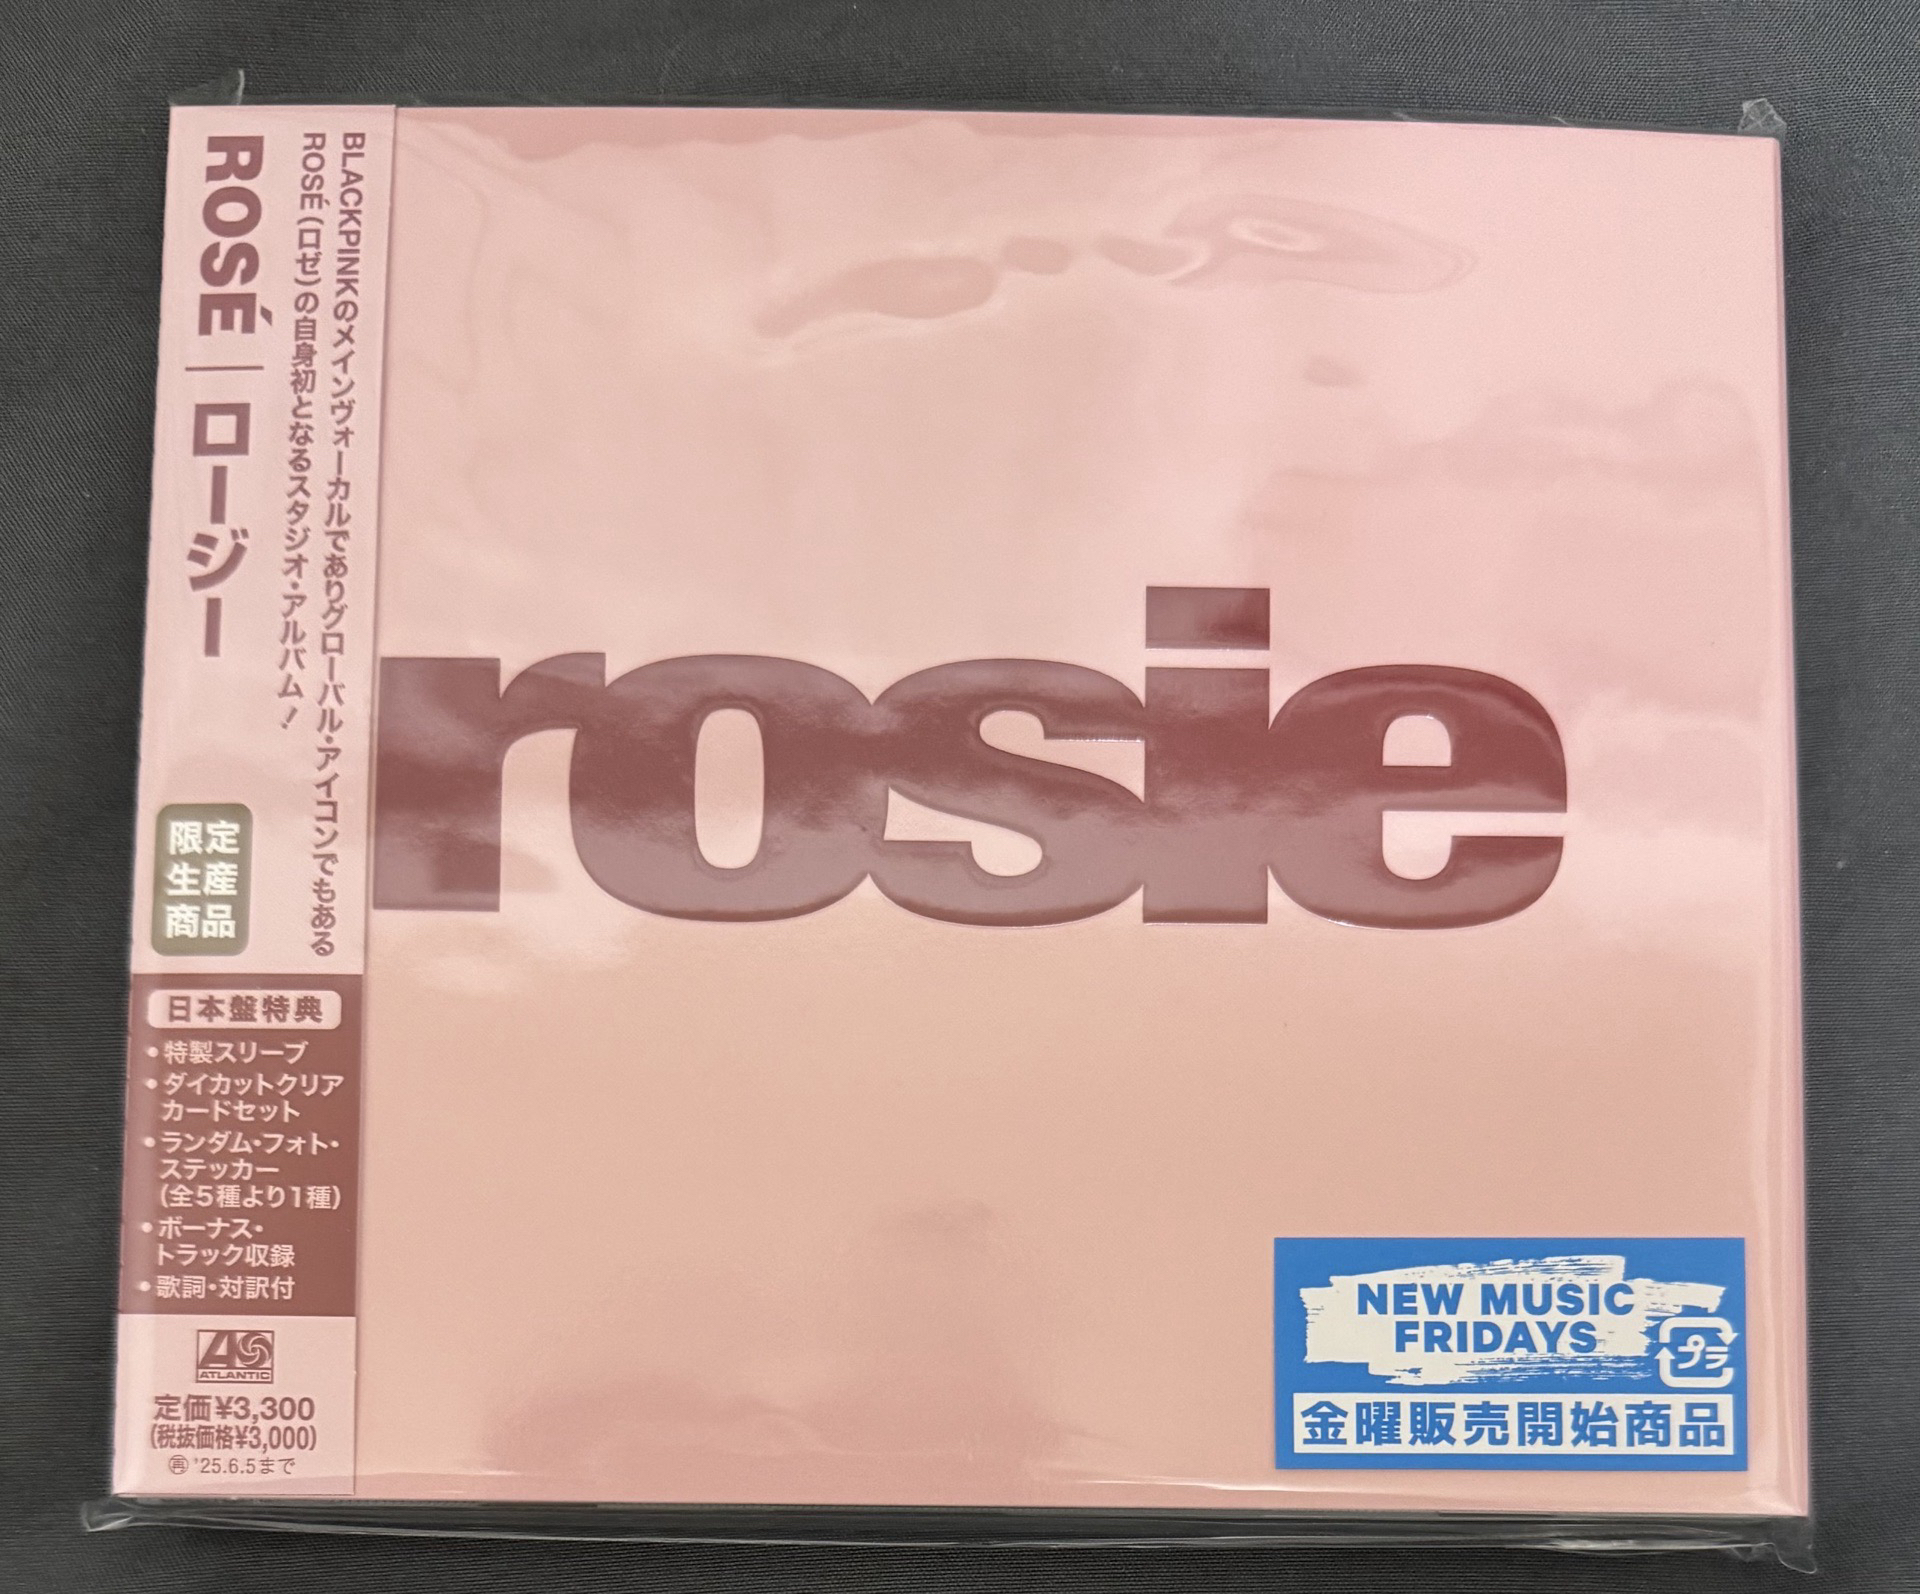 ROSÉ | ロージー
BLACKPINKのメインヴォーカルでありグローバル・アイコンでもある
ROSÉ(ロゼ)の自身初となるスタジオ・アルバム!
限定
生産
商品
日本盤特典
・特製スリーブ
・ダイカットクリア
カードセット
・ランダム・フォト・
ステッカー
(全5種より1種)
・ボーナス・
トラック収録
・歌詞・対訳付
ATLANTIC
定価¥3,300
(税抜価格¥3,000)
㊢ '25.6.5まで
rosie
NEW MUSIC
FRIDAYS
プラ
金曜販売開始商品